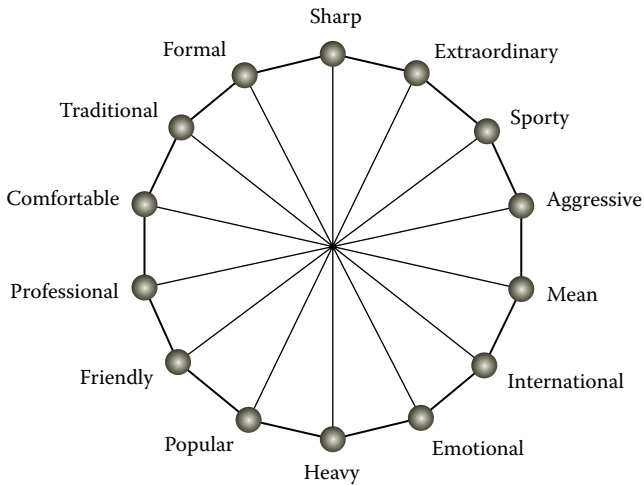 Sharp
Extraordinary
Sporty
Aggressive
Mean
International
Emotional
Heavy
Popular
Friendly
Professional
Comfortable
Traditional
Formal